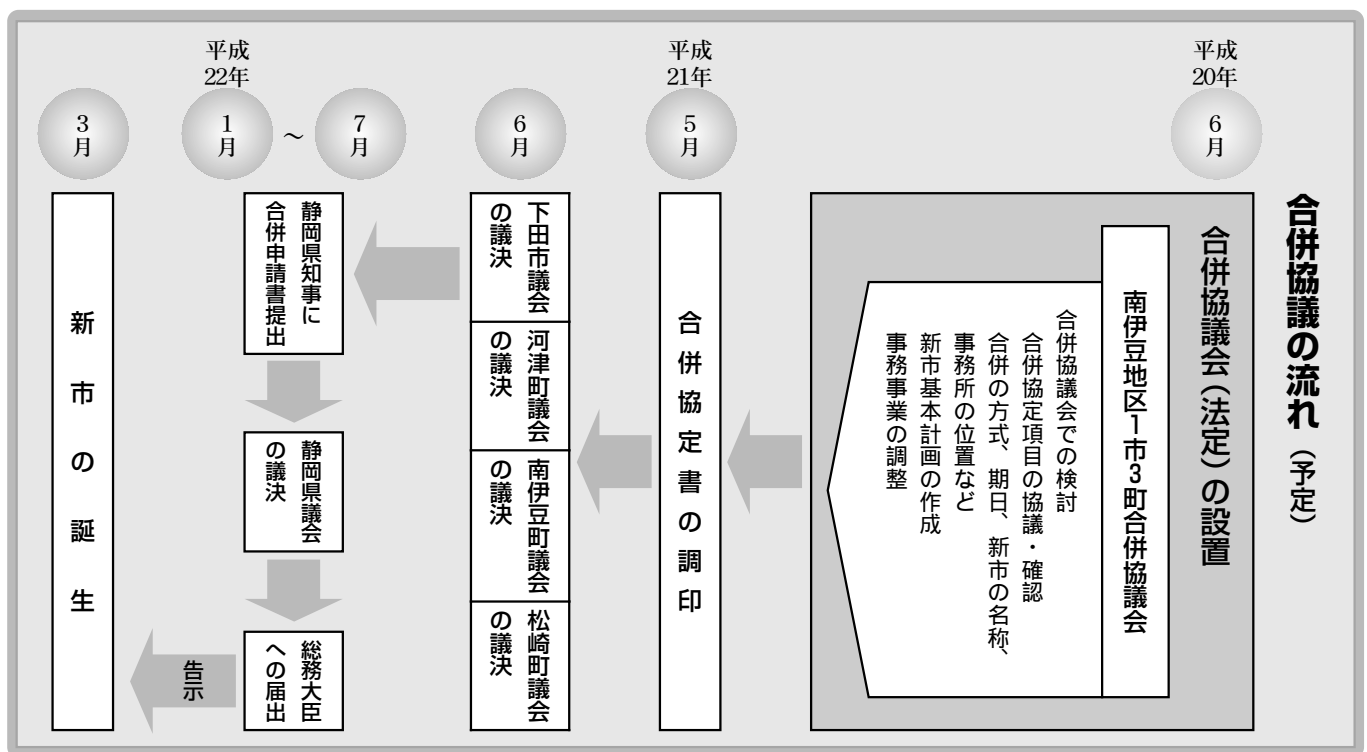 合併協議の流れ（予定）
平成
20年
6月
合併協議会（法定）の設置
南伊豆地区1市3町合併協議会
合併協議会での検討
合併協定項目の協議・確認
合併の方式、期日、新市の名称、
事務所の位置など
新市基本計画の作成
事務事業の調整
平成
21年
5月
合併協定書の調印
6月
下田市議会
の議決
河津町議会
の議決
南伊豆町議会
の議決
松崎町議会
の議決
7月
～
平成
22年
1月
静岡県知事に
合併申請書提出
静岡県議会
の議決
総務大臣
への届出
告示
3月
新市の誕生